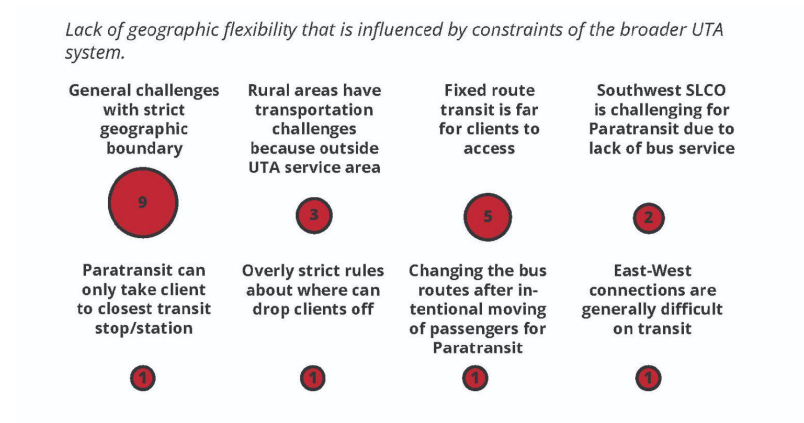 Lack of geographic flexibility that is influenced by constraints of the broader UTA
system.
General challenges
with strict
geographic
boundary
9
Rural areas have
transportation
challenges
because outside
UTA service area
3
Fixed route
transit is far
for clients to
access
5
Southwest SLCO
is challenging for
Paratransit due to
lack of bus service
2
Paratransit can
only take client
to closest transit
stop/station
1
Overly strict rules
about where can
drop clients off
1
Changing the bus
routes after in-
tentional moving
of passengers for
Paratransit
1
East-West
connections are
generally difficult
on transit
1